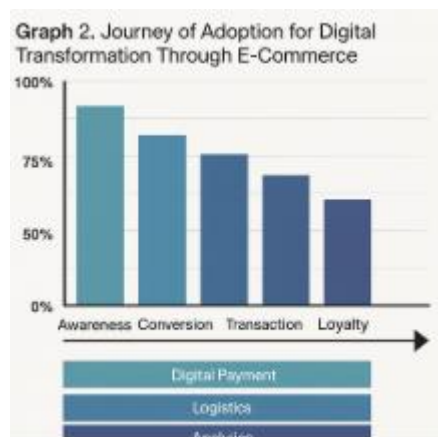 Graph 2. Journey of Adoption for Digital
Transformation Through E-Commerce
100%
75%
50%
0%
Awareness Conversion Transaction Loyalty
Digital Payment
Logistics